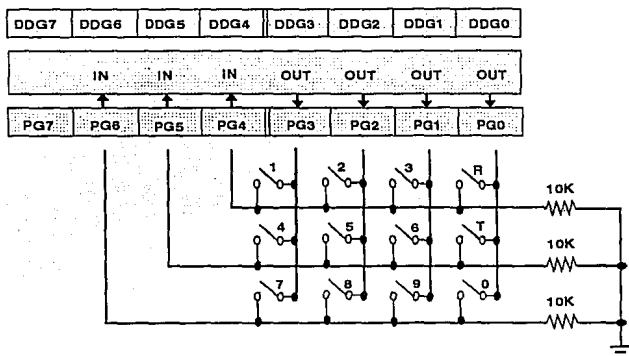 DDG7 DDG6 DDG5 DDG4 DDG3 DDG2 DDG1 DDG0
IN IN IN OUT OUT OUT OUT
PG7 PG6 PG5 PG4 PG3 PG2 PG1 PG0
1 2 3 R
10K
4 5 6 T
10K
7 8 9 0
10K